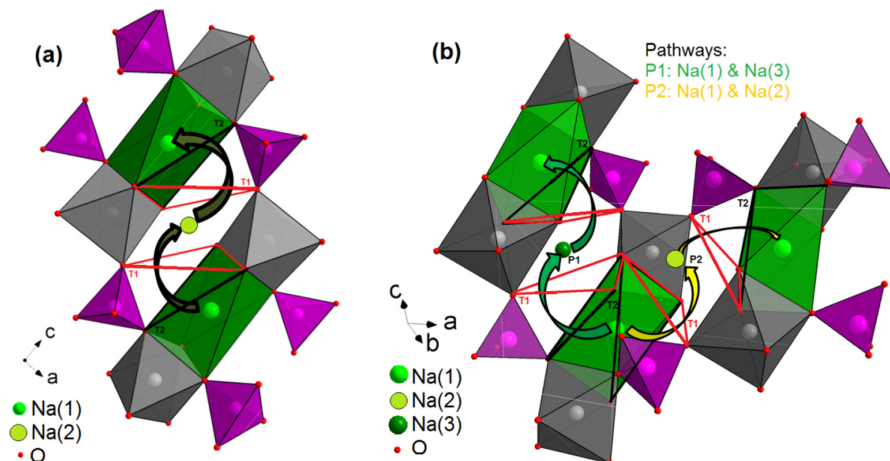 (a)
T2
T1
T1
T2
c
a
Na(1)
Na(2)
O
(b)
Pathways:
P1: Na(1) & Na(3)
P2: Na(1) & Na(2)
T2
T1
T2
P1
P2
T1
T2
T1
c
a
b
Na(1)
Na(2)
Na(3)
O